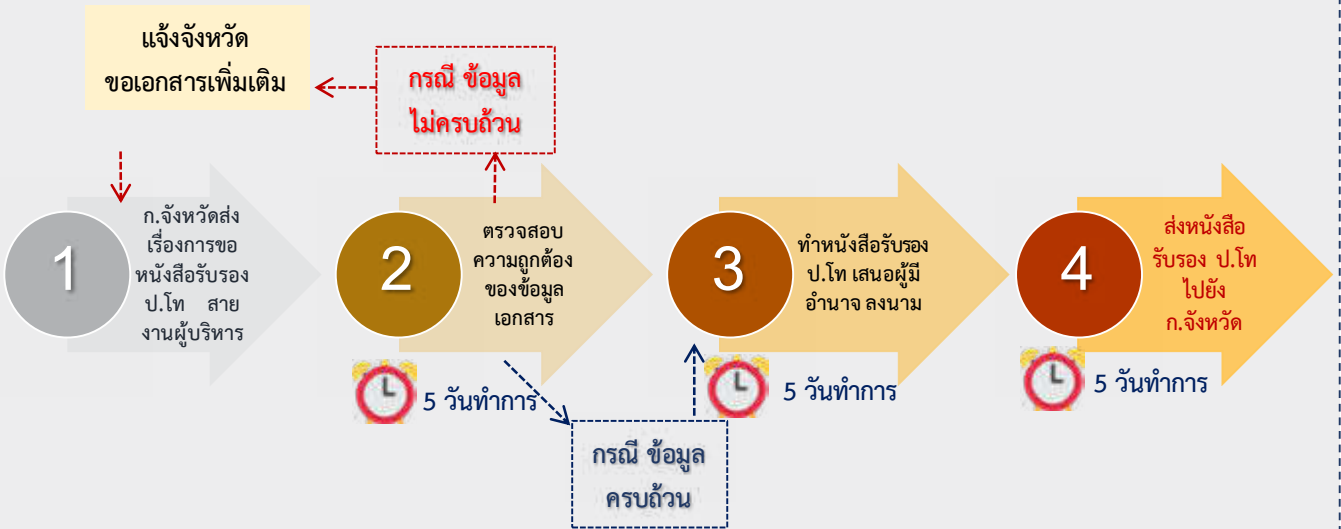 แจ้งจังหวัด
ขอเอกสารเพิ่มเติม
กรณี ข้อมูล
ไม่ครบถ้วน
1
ก.จังหวัดส่ง
เรื่องการขอ
หนังสือรับรอง
ป.โท สาย
งานผู้บริหาร
2
ตรวจสอบ
ความถูกต้อง
ของข้อมูล
เอกสาร
5 วันทำการ
กรณี ข้อมูล
ครบถ้วน
3
ทำหนังสือรับรอง
ป.โท เสนอผู้มี
อำนาจ ลงนาม
5 วันทำการ
4
ส่งหนังสือ
รับรอง ป.โท
ไปยัง
ก.จังหวัด
5 วันทำการ